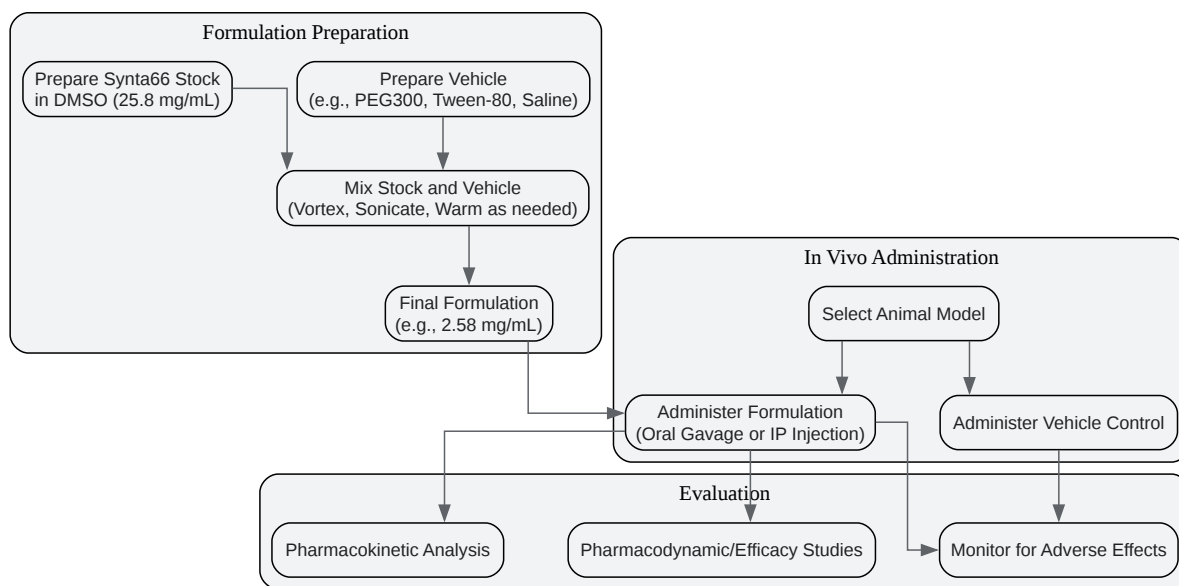 Formulation Preparation
Prepare Synta66 Stock
in DMSO (25.8 mg/mL)
Prepare Vehicle
(e.g., PEG300, Tween-80, Saline)
Mix Stock and Vehicle
(Vortex, Sonicate, Warm as needed)
Final Formulation
(e.g., 2.58 mg/mL)
In Vivo Administration
Select Animal Model
Administer Formulation
(Oral Gavage or IP Injection)
Administer Vehicle Control
Evaluation
Pharmacokinetic Analysis
Pharmacodynamic/Efficacy Studies
Monitor for Adverse Effects